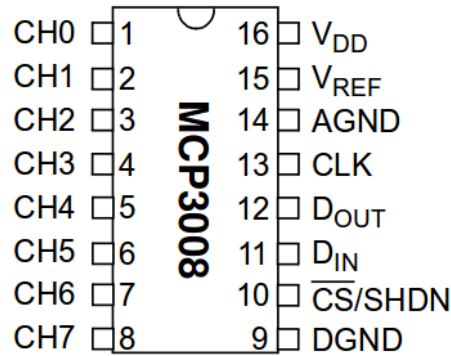 CH0 1 16 VDD
CH1 2 15 VREF
CH2 3 14 AGND
CH3 4 13 CLK
CH4 5 12 DOUT
CH5 6 11 DIN
CH6 7 10 C̅S̅/SHDN
CH7 8 9 DGND
MCP3008